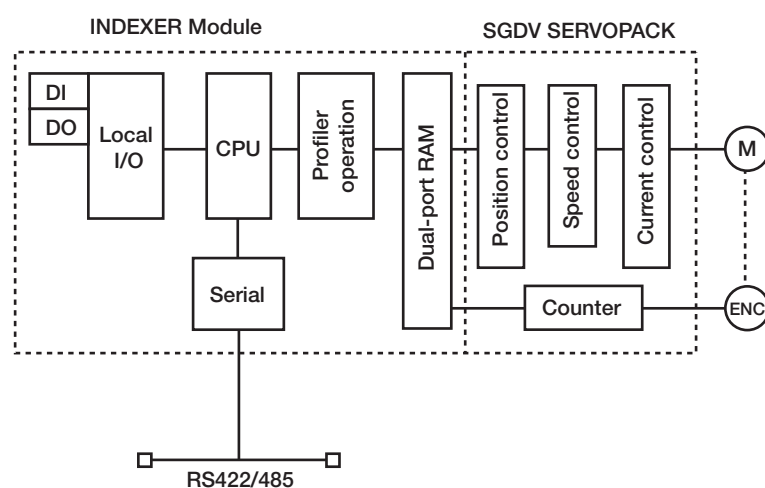 INDEXER Module
SGDV SERVOPACK
DI
DO
Local
I/O
CPU
Profiler
operation
Dual-port RAM
Position control
Speed control
Current control
M
Serial
Counter
ENC
RS422/485